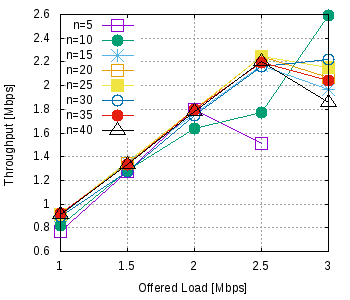 2.6
2.4
2.2
2
1.8
1.6
1.4
1.2
1
0.8
0.6
n=5
n=10
n=15
n=20
n=25
n=30
n=35
n=40
Throughput [Mbps]
1 1.5 2 2.5 3
Offered Load [Mbps]